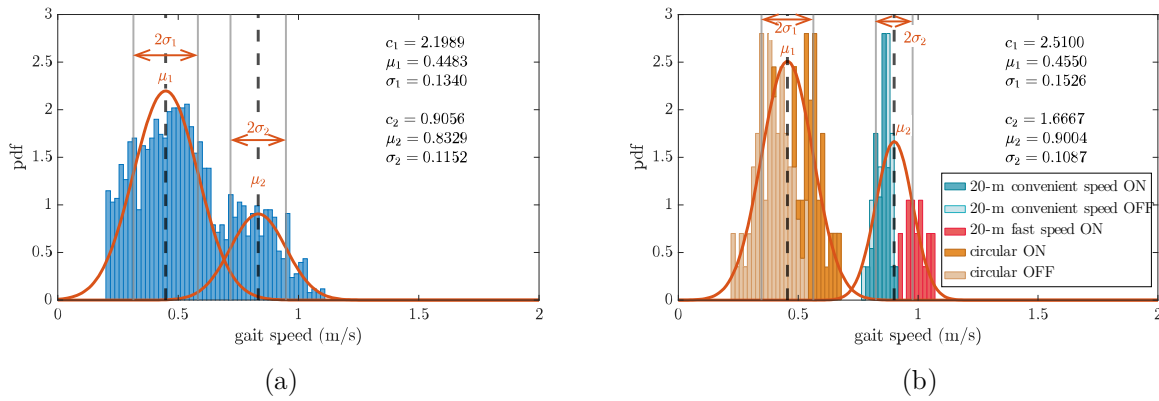 3
2.5
2
1.5
1
0.5
0
pdf
2σ₁
μ₁
2σ₂
μ₂
c₁ = 2.1989
μ₁ = 0.4483
σ₁ = 0.1340
c₂ = 0.9056
μ₂ = 0.8329
σ₂ = 0.1152
0 0.5 1 1.5 2
gait speed (m/s)
(a)
3
2.5
2
1.5
1
0.5
0
pdf
2σ₁
μ₁
2σ₂
μ₂
c₁ = 2.5100
μ₁ = 0.4550
σ₁ = 0.1526
c₂ = 1.6667
μ₂ = 0.9004
σ₂ = 0.1087
20-m convenient speed ON
20-m convenient speed OFF
20-m fast speed ON
circular ON
circular OFF
0 0.5 1 1.5 2
gait speed (m/s)
(b)